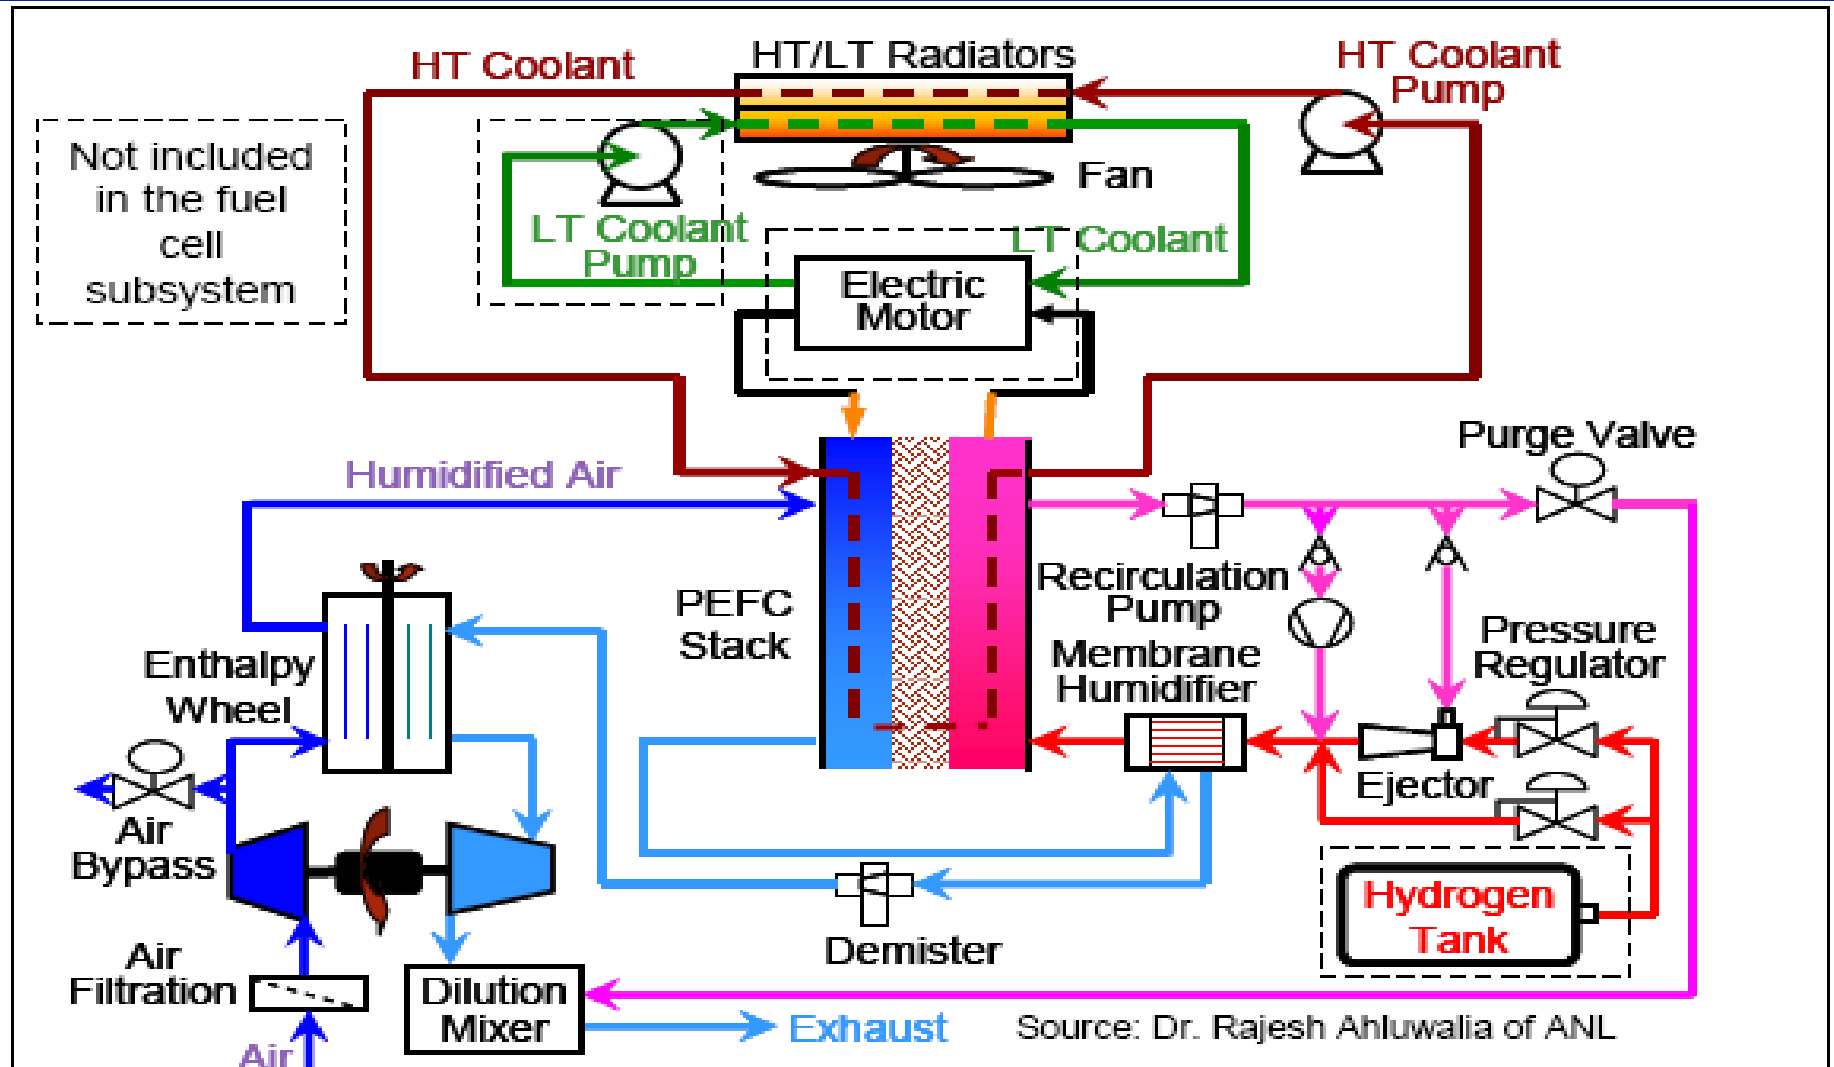 HT/LT Radiators
HT Coolant
HT Coolant
Pump
Not included
in the fuel
cell
subsystem
Fan
LT Coolant
Pump
LT Coolant
Electric
Motor
Purge Valve
Humidified Air
Recirculation
Pump
PEFC
Stack
Pressure
Regulator
Membrane
Humidifier
Enthalpy
Wheel
Ejector
Air
Bypass
Hydrogen
Tank
Demister
Air
Filtration
Dilution
Mixer
Exhaust
Source: Dr. Rajesh Ahluwalia of ANL
Air